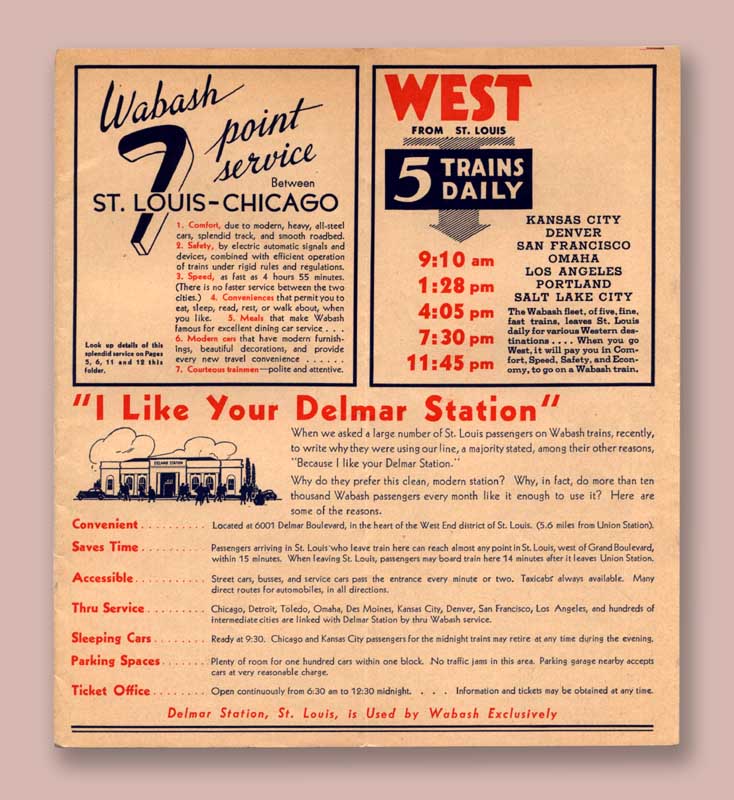 Wabash
7 point
service
Between
ST. LOUIS-CHICAGO
1. Comfort, due to modern, heavy, all-steel
cars, splendid track, and smooth roadbed.
2. Safety, by electric automatic signals and
devices, combined with efficient operation
of trains under rigid rules and regulations.
3. Speed, as fast as 4 hours 55 minutes.
(There is no faster service between the two
cities.) 4. Conveniences that permit you to
eat, sleep, read, rest, or walk about, when
you like. 5. Meals that make Wabash
famous for excellent dining car service . . .
6. Modern cars that have modern furnish-
ings, beautiful decorations, and provide
every new travel convenience . . . . . .
7. Courteous trainmen—polite and attentive.
Look up details of this
splendid service on Pages
5, 6, 11 and 12 this
folder.
WEST
FROM ST. LOUIS
5 TRAINS
DAILY
9:10 am
1:28 pm
4:05 pm
7:30 pm
11:45 pm
KANSAS CITY
DENVER
SAN FRANCISCO
OMAHA
LOS ANGELES
PORTLAND
SALT LAKE CITY
The Wabash fleet, of five, fine,
fast trains, leaves St. Louis
daily for various Western des-
tinations . . . . When you go
West, it will pay you in Com-
fort, Speed, Safety, and Econ-
omy, to go on a Wabash train.
"I Like Your Delmar Station"
DELMAR STATION
When we asked a large number of St. Louis passengers on Wabash trains, recently,
to write why they were using our line, a majority stated, among their other reasons,
"Because I like your Delmar Station."
Why do they prefer this clean, modern station? Why, in fact, do more than ten
thousand Wabash passengers every month like it enough to use it? Here are
some of the reasons.
Convenient . . . . . . . . . Located at 6001 Delmar Boulevard, in the heart of the West End district of St. Louis. (5.6 miles from Union Station).
Saves Time . . . . . . . . . Passengers arriving in St. Louis who leave train here can reach almost any point in St. Louis, west of Grand Boulevard,
within 15 minutes. When leaving St. Louis, passengers may board train here 14 minutes after it leaves Union Station.
Accessible . . . . . . . . . . Street cars, busses, and service cars pass the entrance every minute or two. Taxicabs always available. Many
direct routes for automobiles, in all directions.
Thru Service . . . . . . . . Chicago, Detroit, Toledo, Omaha, Des Moines, Kansas City, Denver, San Francisco, Los Angeles, and hundreds of
intermediate cities are linked with Delmar Station by thru Wabash service.
Sleeping Cars . . . . . . . . Ready at 9:30. Chicago and Kansas City passengers for the midnight trains may retire at any time during the evening.
Parking Spaces . . . . . . . Plenty of room for one hundred cars within one block. No traffic jams in this area. Parking garage nearby accepts
cars at very reasonable charge.
Ticket Office . . . . . . . . Open continuously from 6:30 am to 12:30 midnight. . . . Information and tickets may be obtained at any time.
Delmar Station, St. Louis, is Used by Wabash Exclusively